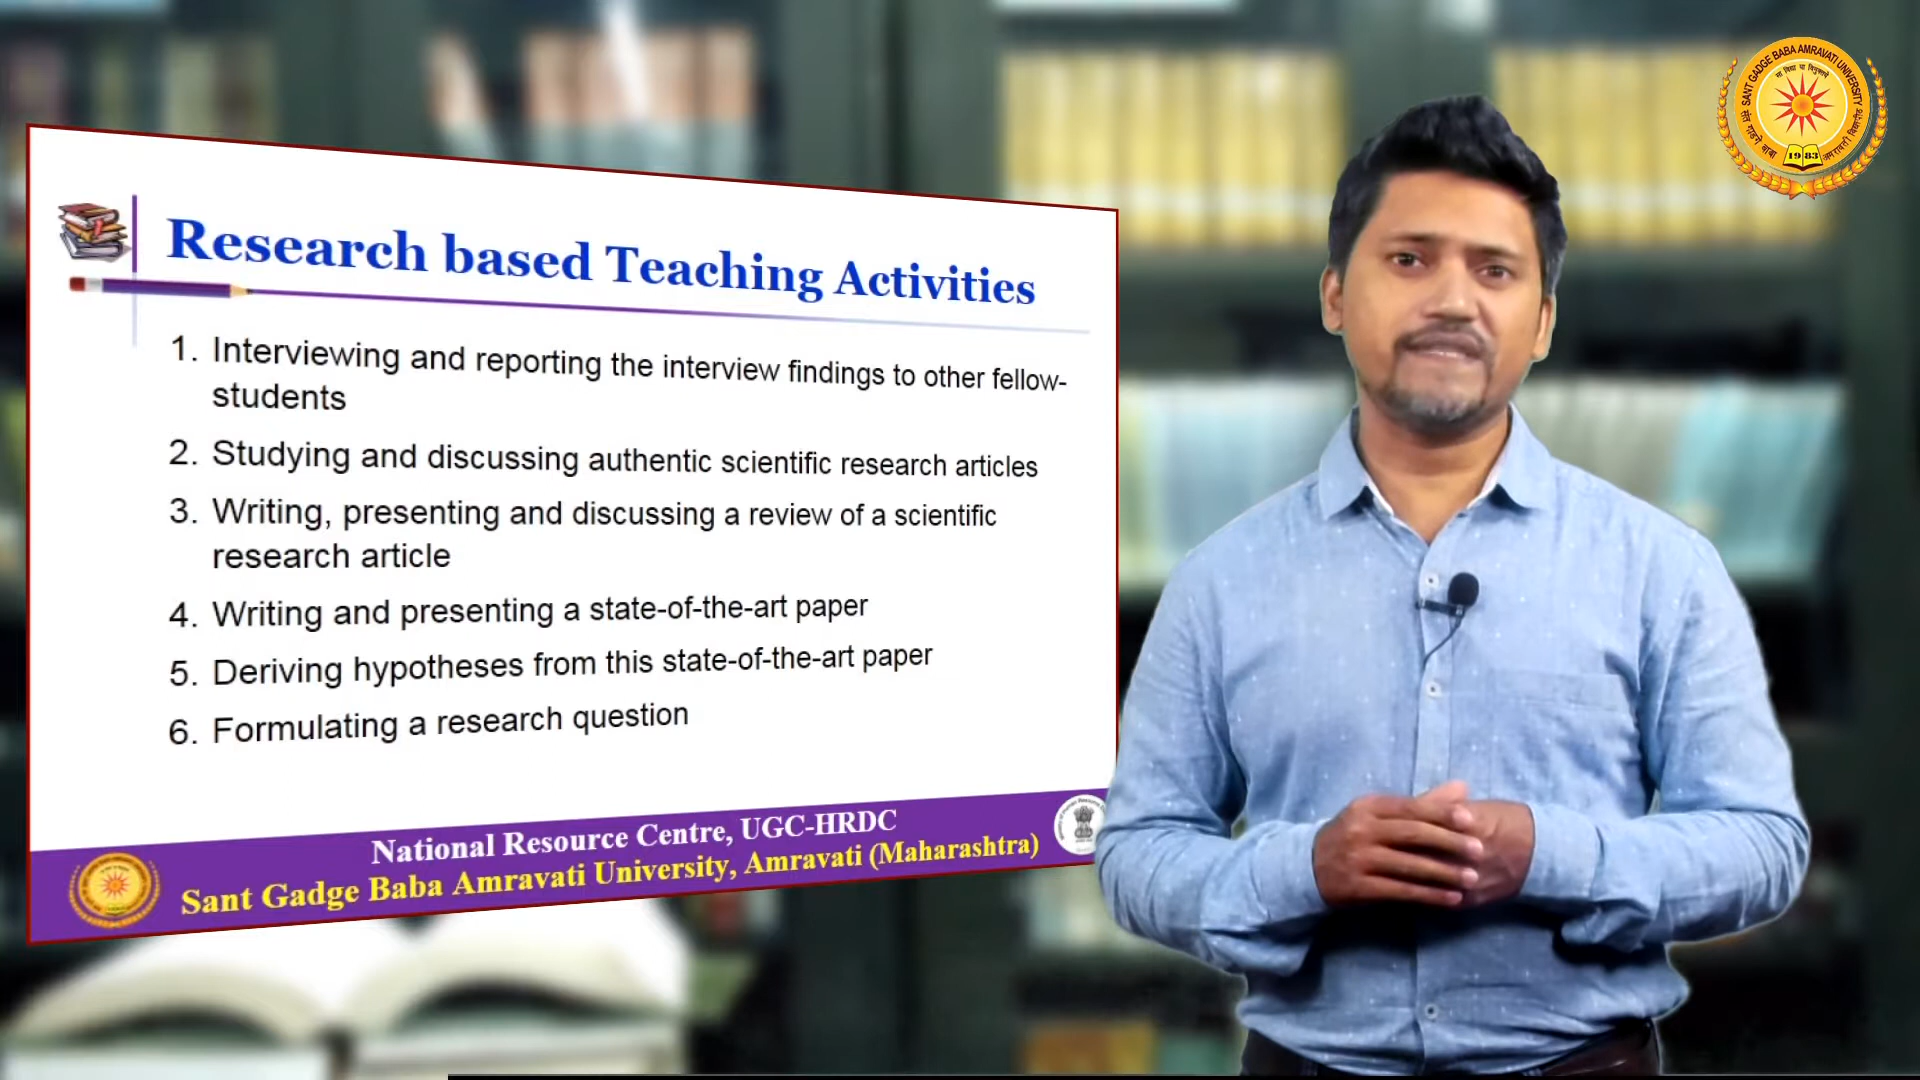 SANT GADGE BABA AMRAVATI UNIVERSITY
संत गाडगे बाबा अमरावती विद्यापीठ
1983
Research based Teaching Activities
1. Interviewing and reporting the interview findings to other fellow-
students
2. Studying and discussing authentic scientific research articles
3. Writing, presenting and discussing a review of a scientific
research article
4. Writing and presenting a state-of-the-art paper
5. Deriving hypotheses from this state-of-the-art paper
6. Formulating a research question
National Resource Centre, UGC-HRDC
Sant Gadge Baba Amravati University, Amravati (Maharashtra)